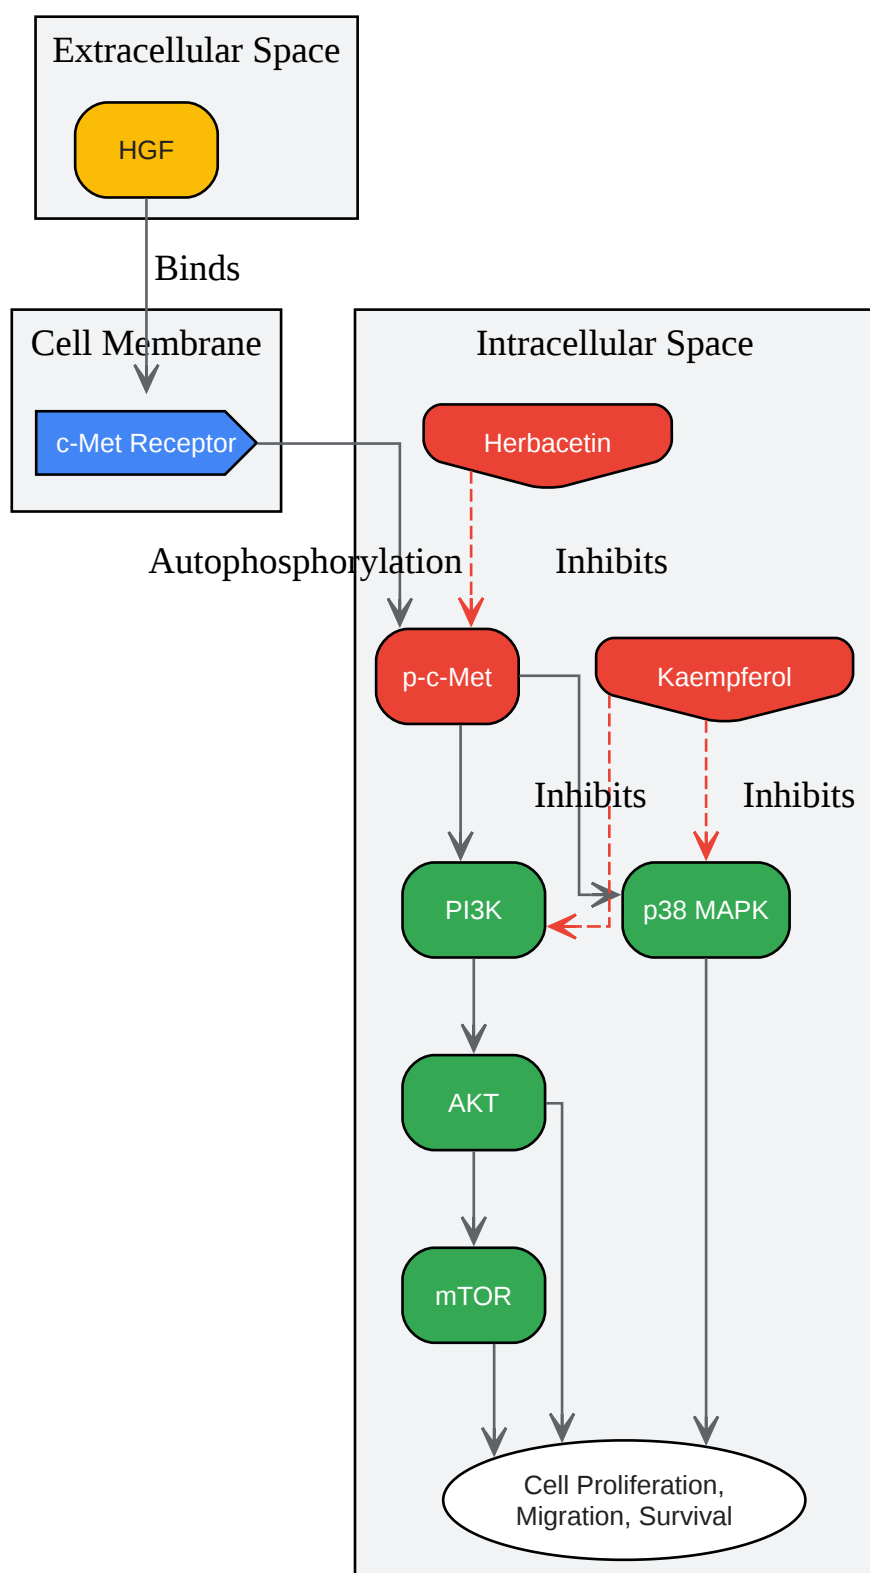 Extracellular Space
HGF
Binds
Cell Membrane
Intracellular Space
c-Met Receptor
Herbacetin
Autophosphorylation
Inhibits
p-c-Met
Kaempferol
Inhibits
Inhibits
PI3K
p38 MAPK
AKT
mTOR
Cell Proliferation,
Migration, Survival